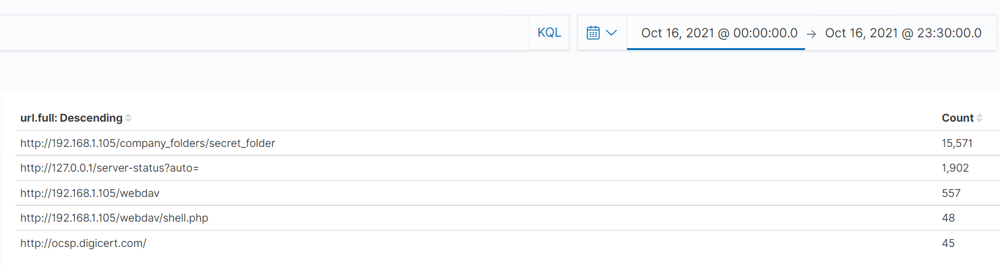 KQL Oct 16, 2021 @ 00:00:00.0 → Oct 16, 2021 @ 23:30:00.0
url.full: Descending Count
http://192.168.1.105/company_folders/secret_folder 15,571
http://127.0.0.1/server-status?auto= 1,902
http://192.168.1.105/webdav 557
http://192.168.1.105/webdav/shell.php 48
http://ocsp.digicert.com/ 45